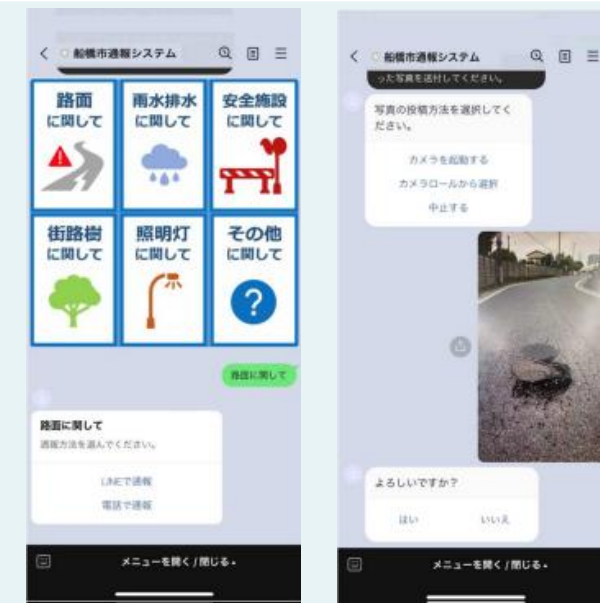 船橋市通報システム
路面
に関して
雨水排水
に関して
安全施設
に関して
街路樹
に関して
照明灯
に関して
その他
に関して
?
路面に関して
路面に関して
通報方法を選んでください。
LINEで通報
電話で通報
メニューを開く/閉じる
船橋市通報システム
った写真を送付してください。
写真の投稿方法を選択してく
ださい。
カメラを起動する
カメラロールから選択
中止する
よろしいですか?
はい
いいえ
メニューを開く/閉じる